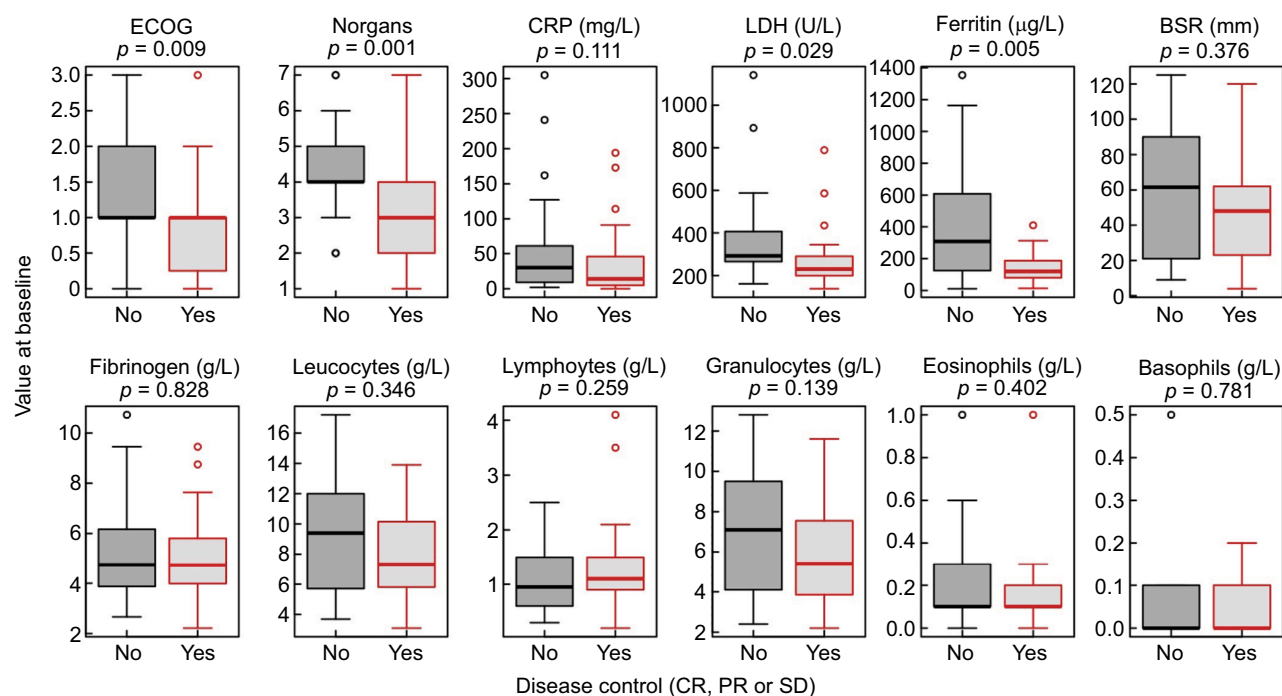 ECOG
p = 0.009
3.0
2.5
2.0
1.5
1.0
0.5
0
No Yes
Norgans
p = 0.001
7
6
5
4
3
2
1
No Yes
CRP (mg/L)
p = 0.111
300
250
200
150
100
50
0
No Yes
LDH (U/L)
p = 0.029
1000
600
400
200
No Yes
Ferritin (μg/L)
p = 0.005
1400
1200
1000
800
600
400
200
0
No Yes
BSR (mm)
p = 0.376
120
100
80
60
40
20
0
No Yes
Value at baseline
Fibrinogen (g/L)
p = 0.828
10
8
6
4
2
No Yes
Leucocytes (g/L)
p = 0.346
16
14
12
10
8
6
4
No Yes
Lymphoytes (g/L)
p = 0.259
4
3
2
1
No Yes
Granulocytes (g/L)
p = 0.139
12
10
8
6
4
2
No Yes
Eosinophils (g/L)
p = 0.402
1.0
0.8
0.6
0.4
0.2
0.0
No Yes
Basophils (g/L)
p = 0.781
0.5
0.4
0.3
0.2
0.1
0.0
No Yes
Disease control (CR, PR or SD)